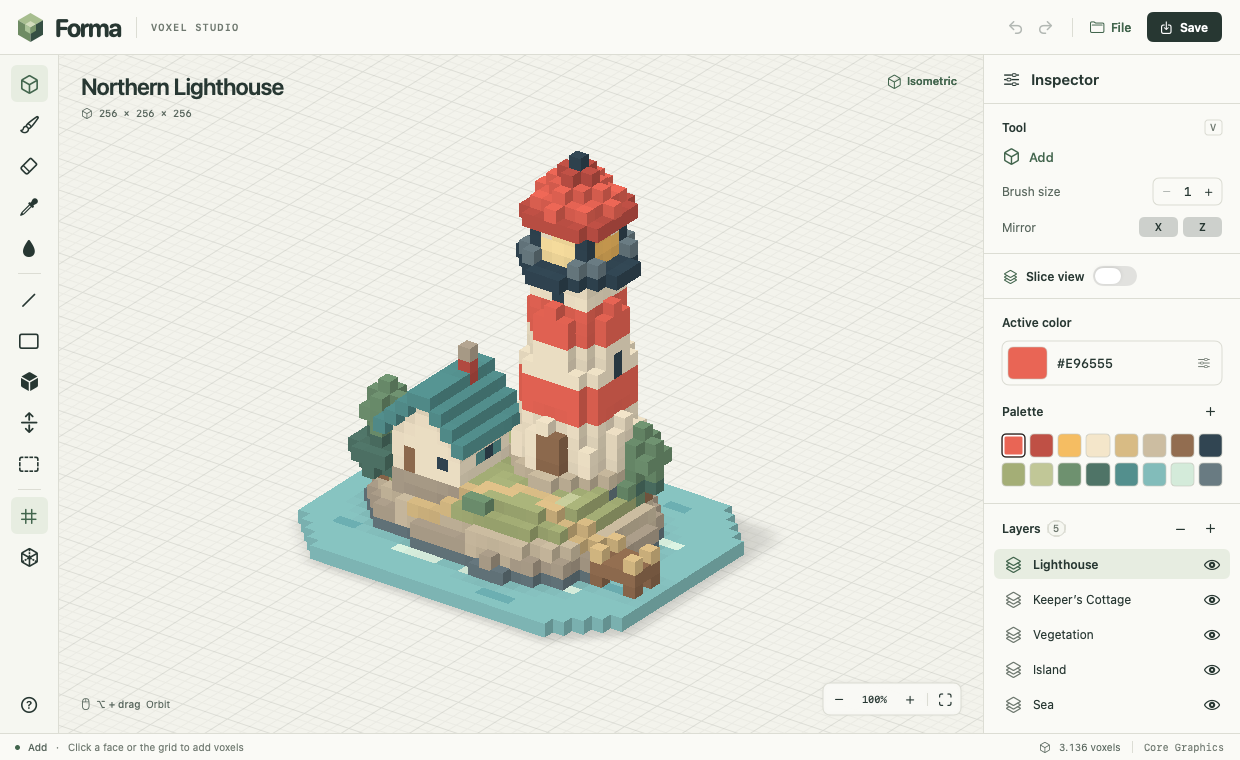 Forma
VOXEL STUDIO
File
Save
Northern Lighthouse
256 × 256 × 256
Isometric
Inspector
Tool
V
Add
Brush size
− 1 +
Mirror
X
Z
Slice view
Active color
#E96555
Palette
+
Layers
5
− +
Lighthouse
Keeper’s Cottage
Vegetation
Island
Sea
⌥ + drag Orbit
− 100% +
?
Add · Click a face or the grid to add voxels
3.136 voxels
Core Graphics